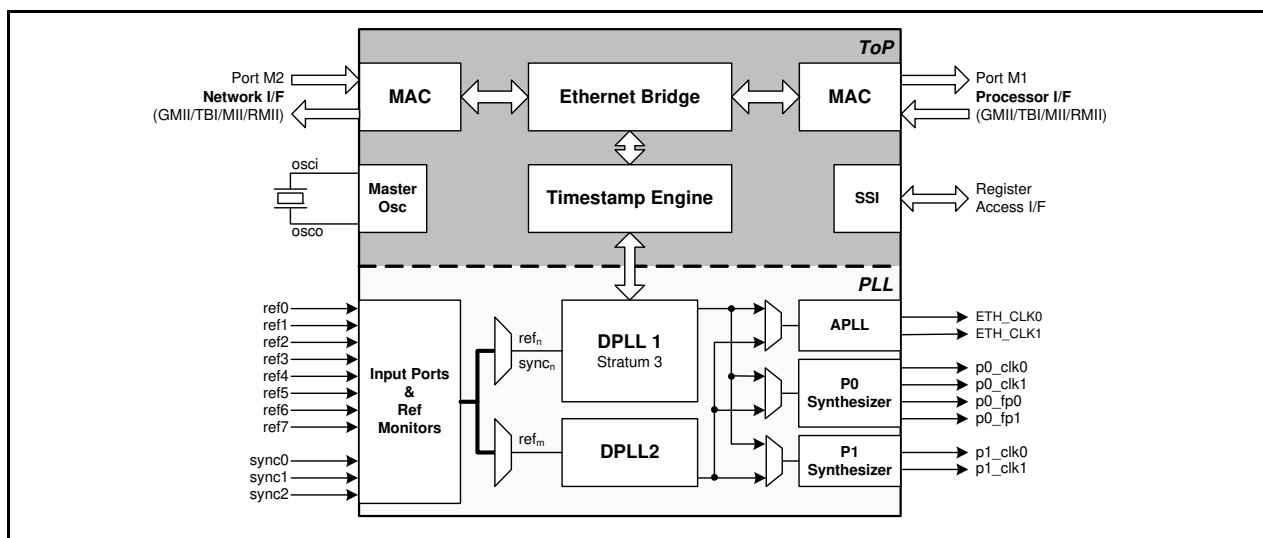 ToP
Port M2
Network I/F
(GMII/TBI/MII/RMII)
MAC
Ethernet Bridge
MAC
Port M1
Processor I/F
(GMII/TBI/MII/RMII)
osci
osco
Master
Osc
Timestamp Engine
SSI
Register
Access I/F
PLL
ref0
ref1
ref2
ref3
ref4
ref5
ref6
ref7
sync0
sync1
sync2
Input Ports
&
Ref
Monitors
refn
syncn
refm
DPLL 1
Stratum 3
DPLL2
APLL
P0
Synthesizer
P1
Synthesizer
ETH_CLK0
ETH_CLK1
p0_clk0
p0_clk1
p0_fp0
p0_fp1
p1_clk0
p1_clk1